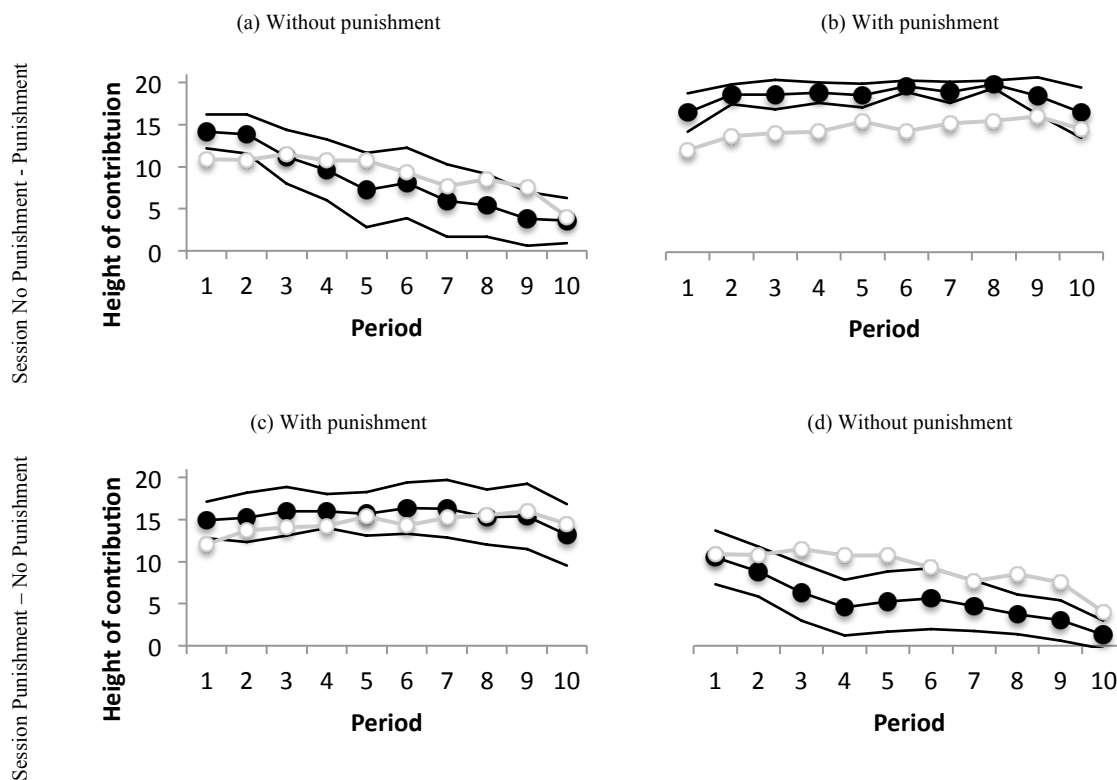 (a) Without punishment
(b) With punishment
Session No Punishment - Punishment
Height of contribtuion
20
15
10
5
0
1 2 3 4 5 6 7 8 9 10
Period
1 2 3 4 5 6 7 8 9 10
Period
(c) With punishment
(d) Without punishment
Session Punishment – No Punishment
Height of contribution
20
15
10
5
0
1 2 3 4 5 6 7 8 9 10
Period
1 2 3 4 5 6 7 8 9 10
Period